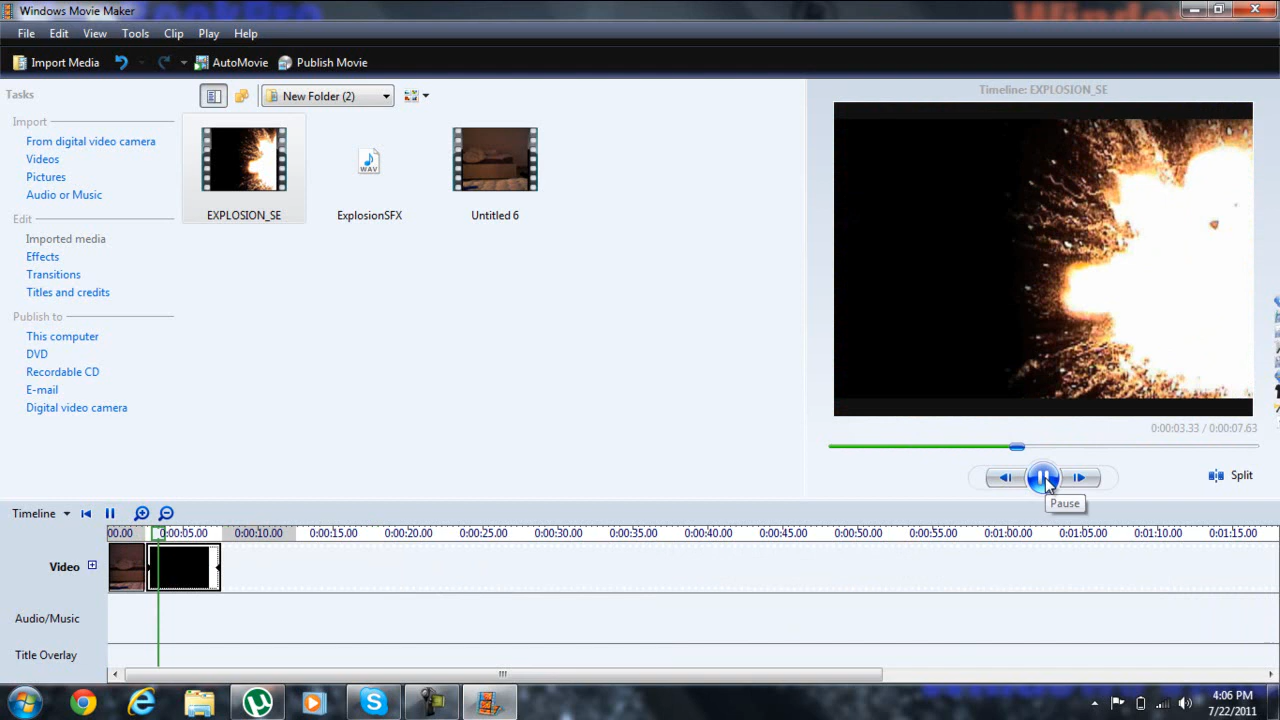 Windows Movie Maker
File Edit View Tools Clip Play Help
Import Media AutoMovie Publish Movie
Tasks
New Folder (2)
Timeline: EXPLOSION_SE
Import
From digital video camera
Videos
Pictures
Audio or Music
WAV
EXPLOSION_SE ExplosionSFX Untitled 6
Edit
Imported media
Effects
Transitions
Titles and credits
Publish to
This computer
DVD
Recordable CD
E-mail
Digital video camera
0:00:03.33 / 0:00:07.63
Split
Pause
Timeline
00.00 0:00:05.00 0:00:10.00 0:00:15.00 0:00:20.00 0:00:25.00 0:00:30.00 0:00:35.00 0:00:40.00 0:00:45.00 0:00:50.00 0:00:55.00 0:01:00.00 0:01:05.00 0:01:10.00 0:01:15.00
Video
Audio/Music
Title Overlay
4:06 PM
7/22/2011